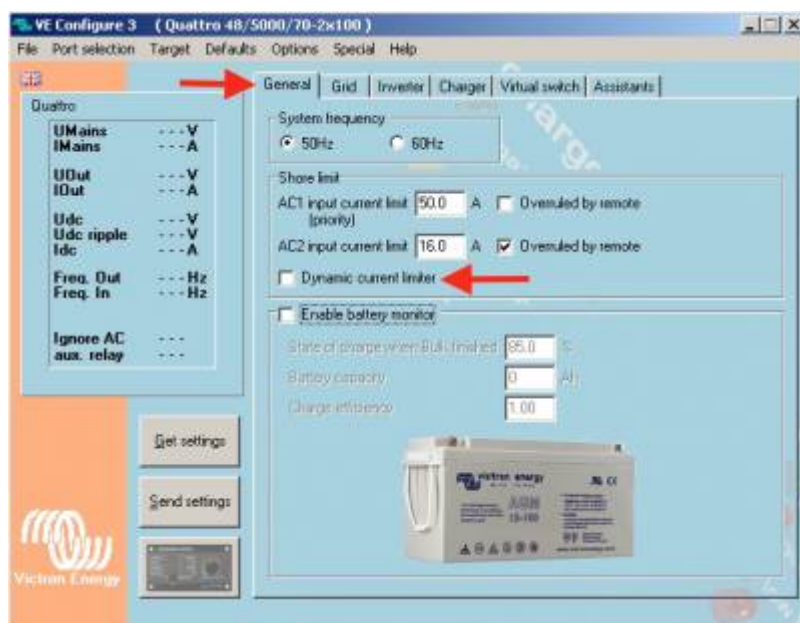 VE Configure 3 ( Quattro 48/5000/70-2x100 )
File Port selection Target Defaults Options Special Help
General Grid Inverter Charger Virtual switch Assistants
Quattro
UMains ---V
IMains ---A
UOut ---V
IOut ---A
Udc ---V
Udc ripple ---V
Idc ---A
Freq. Out ---Hz
Freq. In ---Hz
Ignore AC ---
aux. relay ---
System frequency
50Hz 60Hz
Shore limit
AC1 input current limit 50.0 A Overruled by remote
(priority)
AC2 input current limit 16.0 A Overruled by remote
Dynamic current limiter
Enable battery monitor
State of charge when Bulk finished 85.0 %
Battery capacity 0 Ah
Charge efficiency 1.00
Get settings
Send settings
victron energy
AGM
Victron Energy